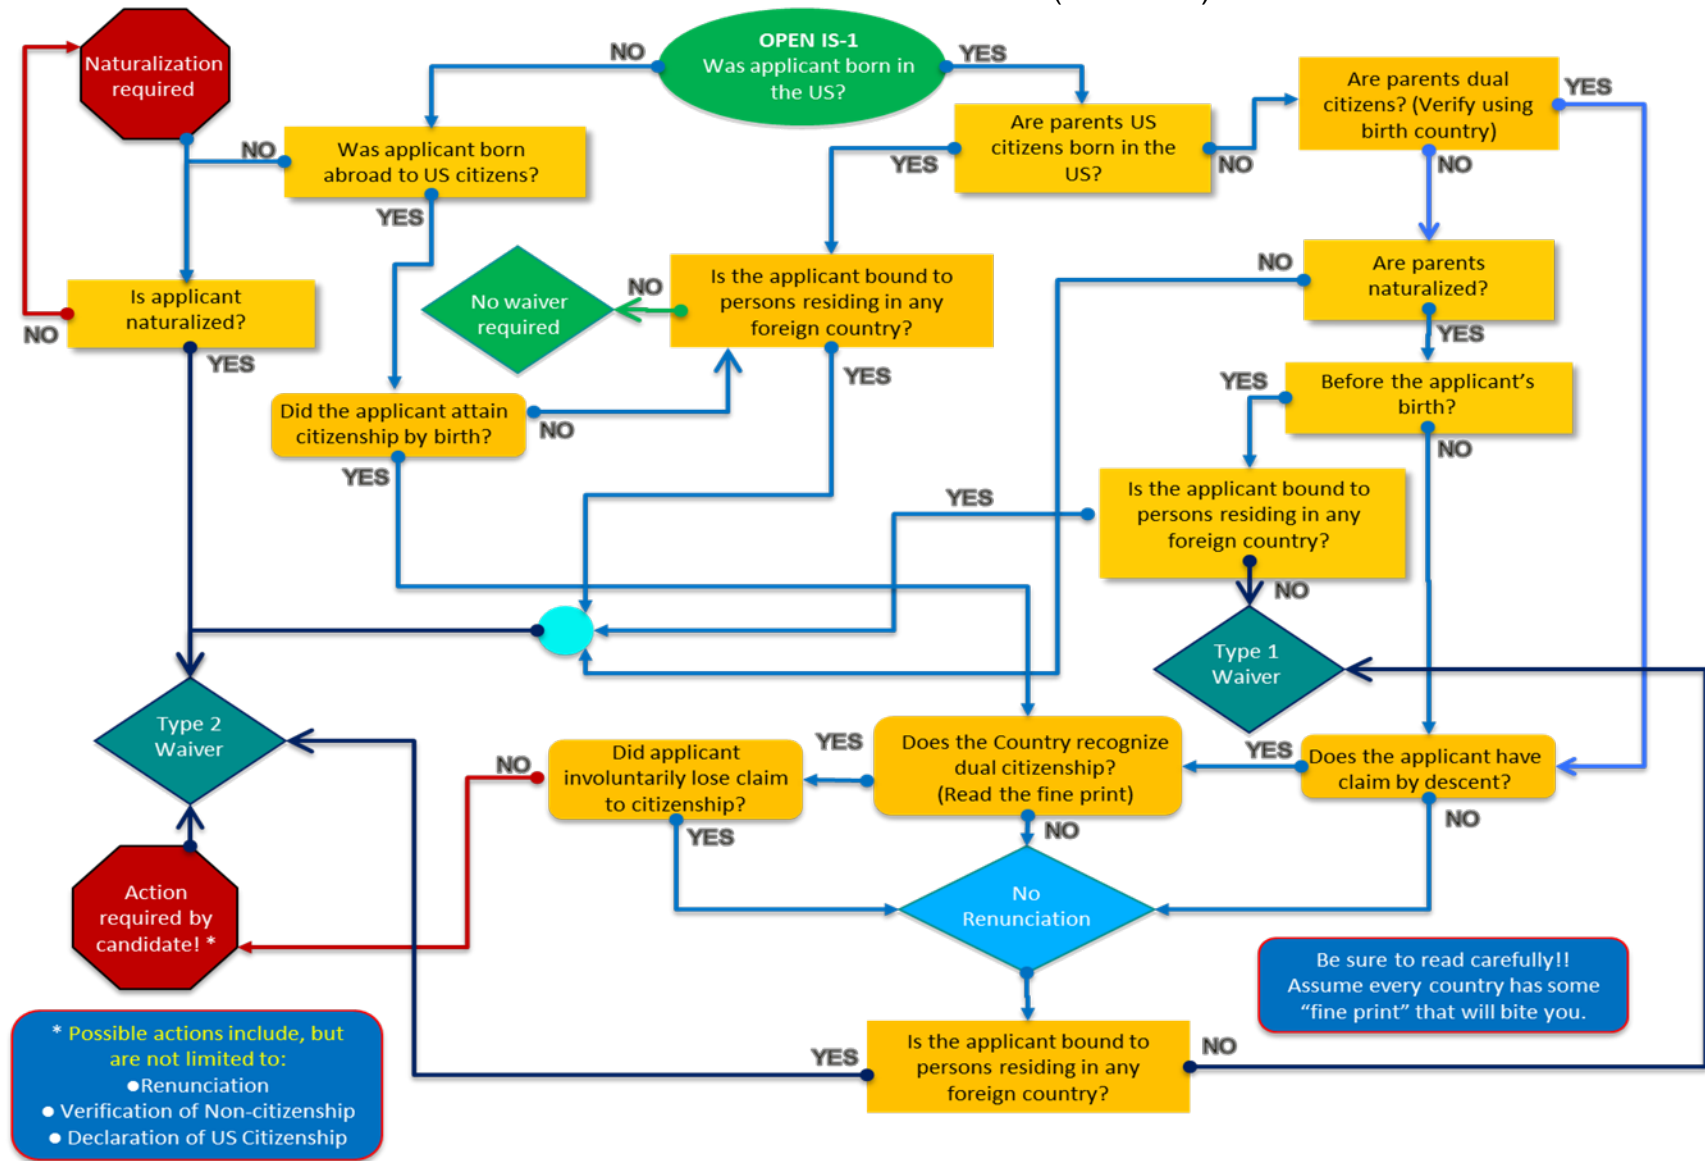 Naturalization
required
NO
OPEN IS-1
Was applicant born in
the US?
YES
Are parents dual
citizens? (Verify using
birth country)
YES
NO
Was applicant born
abroad to US citizens?
YES
Are parents US
citizens born in the
US?
YES
NO
NO
Is applicant
naturalized?
NO
YES
No waiver
required
NO
Is the applicant bound to
persons residing in any
foreign country?
YES
NO
Are parents
naturalized?
YES
Did the applicant attain
citizenship by birth?
NO
YES
YES
Before the applicant's
birth?
NO
YES
Is the applicant bound to
persons residing in any
foreign country?
NO
Type 1
Waiver
Type 2
Waiver
NO
Did applicant
involuntarily lose claim
to citizenship?
YES
YES
Does the Country recognize
dual citizenship?
(Read the fine print)
NO
YES
Does the applicant have
claim by descent?
NO
Action
required by
candidate! *
No
Renunciation
Be sure to read carefully!!
Assume every country has some
“fine print” that will bite you.
* Possible actions include, but
are not limited to:
●Renunciation
● Verification of Non-citizenship
● Declaration of US Citizenship
YES
Is the applicant bound to
persons residing in any
foreign country?
NO